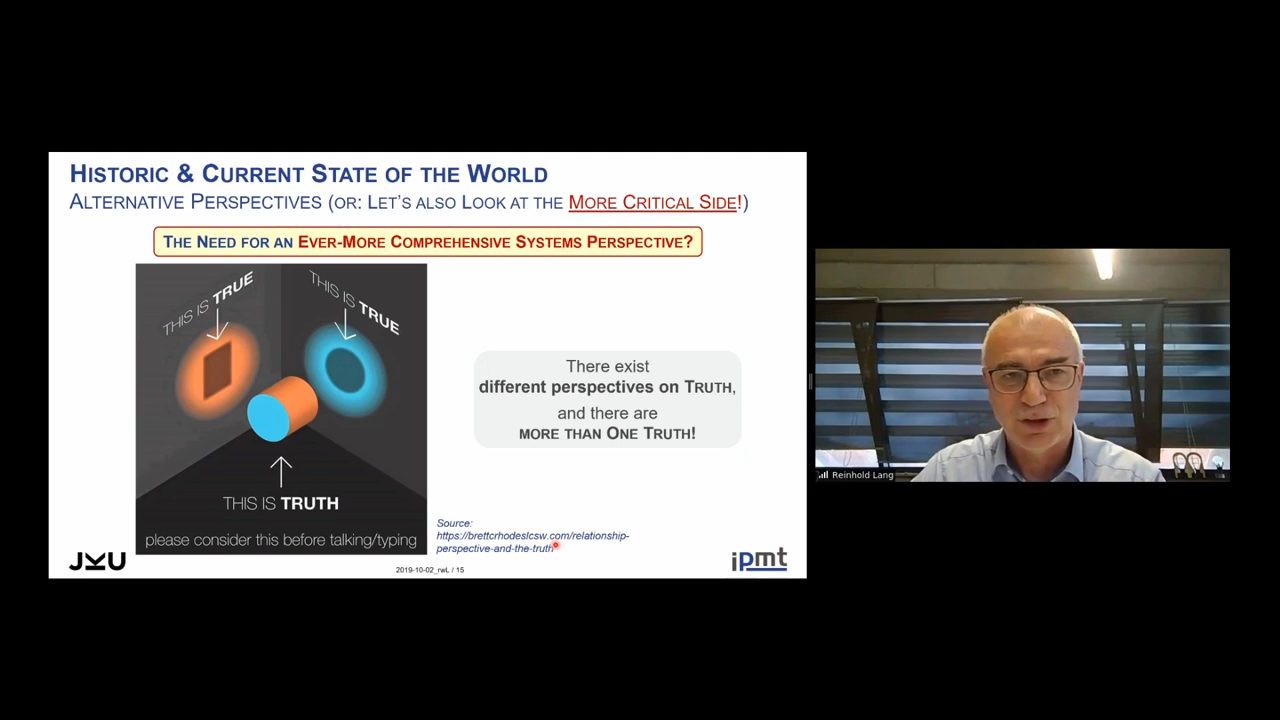 HISTORIC & CURRENT STATE OF THE WORLD
ALTERNATIVE PERSPECTIVES (OR: LET'S ALSO LOOK AT THE MORE CRITICAL SIDE!)
THE NEED FOR AN EVER-MORE COMPREHENSIVE SYSTEMS PERSPECTIVE?
THIS IS TRUE
THIS IS TRUE
THIS IS TRUTH
please consider this before talking/typing
There exist
different perspectives on TRUTH,
and there are
MORE THAN ONE TRUTH!
Source:
https://brettcrhodeslcsw.com/relationship-
perspective-and-the-truth
JKU
2019-10-02_rwL / 15
ipmt
Reinhold Lang